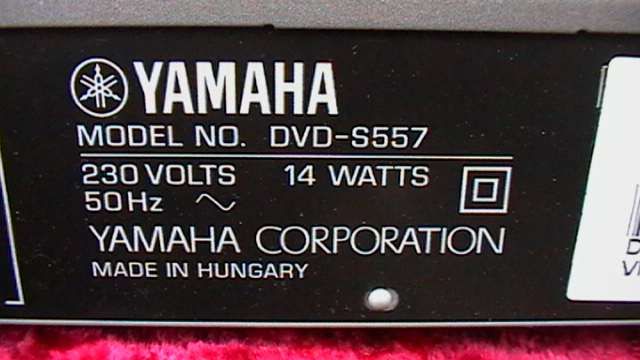 YAMAHA
MODEL NO. DVD-S557
230 VOLTS 14 WATTS
50Hz ~
YAMAHA CORPORATION
MADE IN HUNGARY